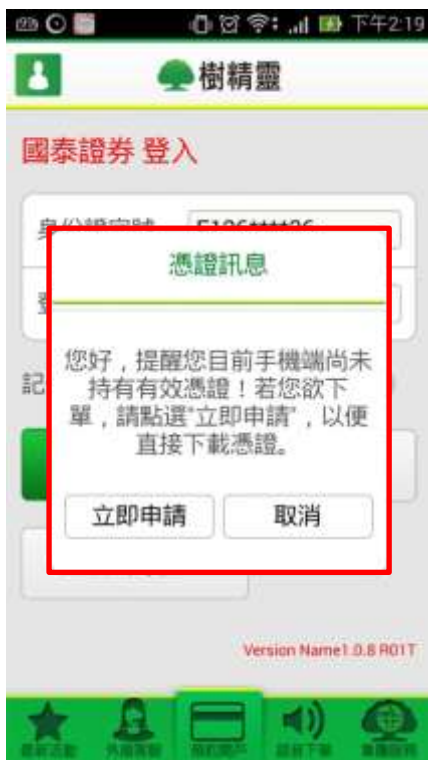 下午2:19
樹精靈
國泰證券 登入
憑證訊息
您好，提醒您目前手機端尚未
持有有效憑證！若您欲下
單，請點選"立即申請"，以便
直接下載憑證。
記
立即申請
取消
Version Name1.0.8 R01T